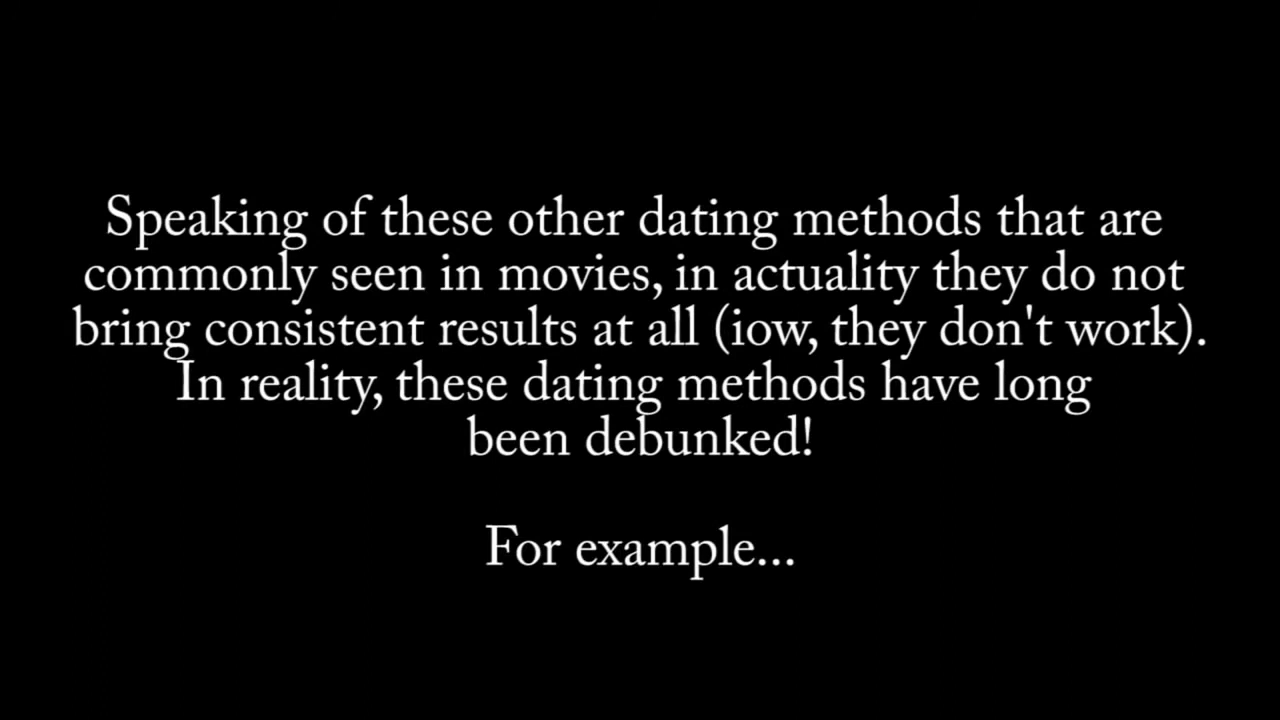 Speaking of these other dating methods that are
commonly seen in movies, in actuality they do not
bring consistent results at all (iow, they don't work).
In reality, these dating methods have long
been debunked!
For example...